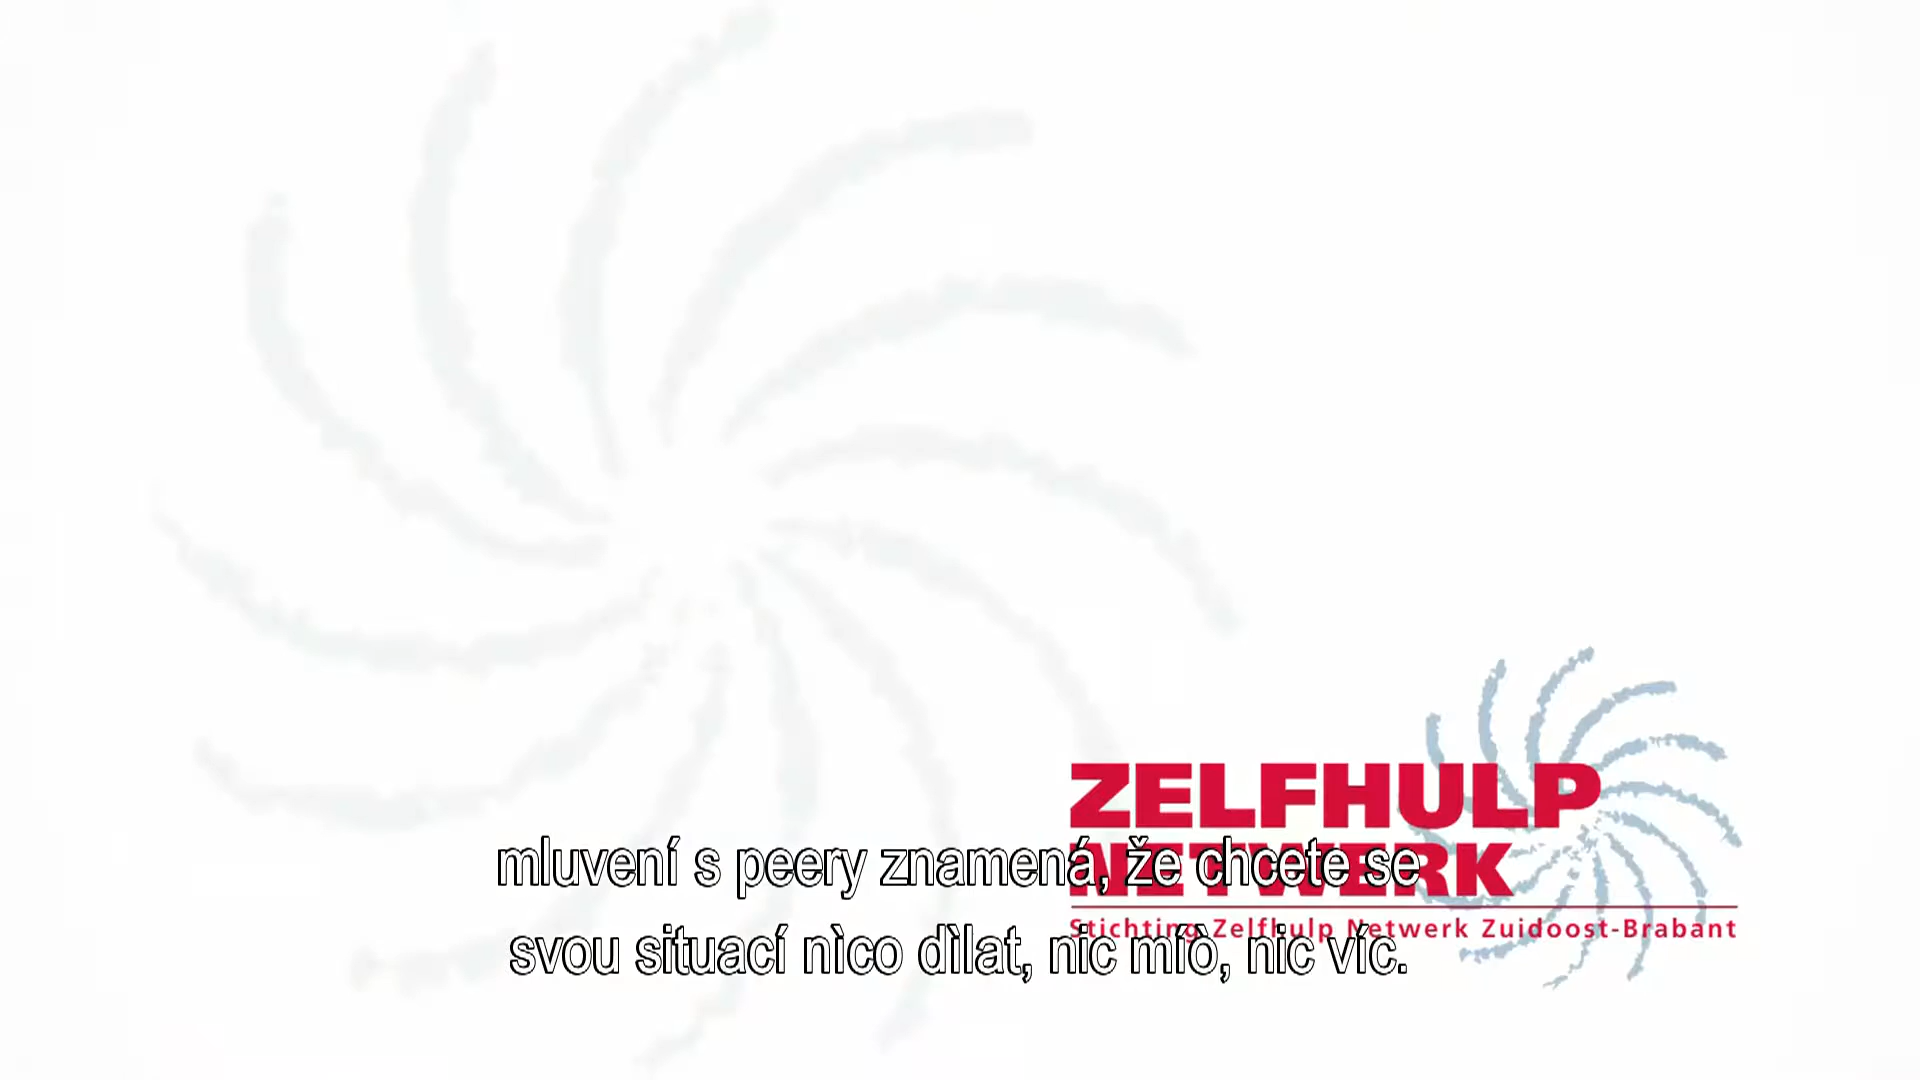 ZELFHULP
NETWERK
Stichting Zelfhulp Netwerk Zuidoost-Brabant
mluvení s peery znamená, že chcete se
svou situací nìco dìlat, nic míò, nic víc.